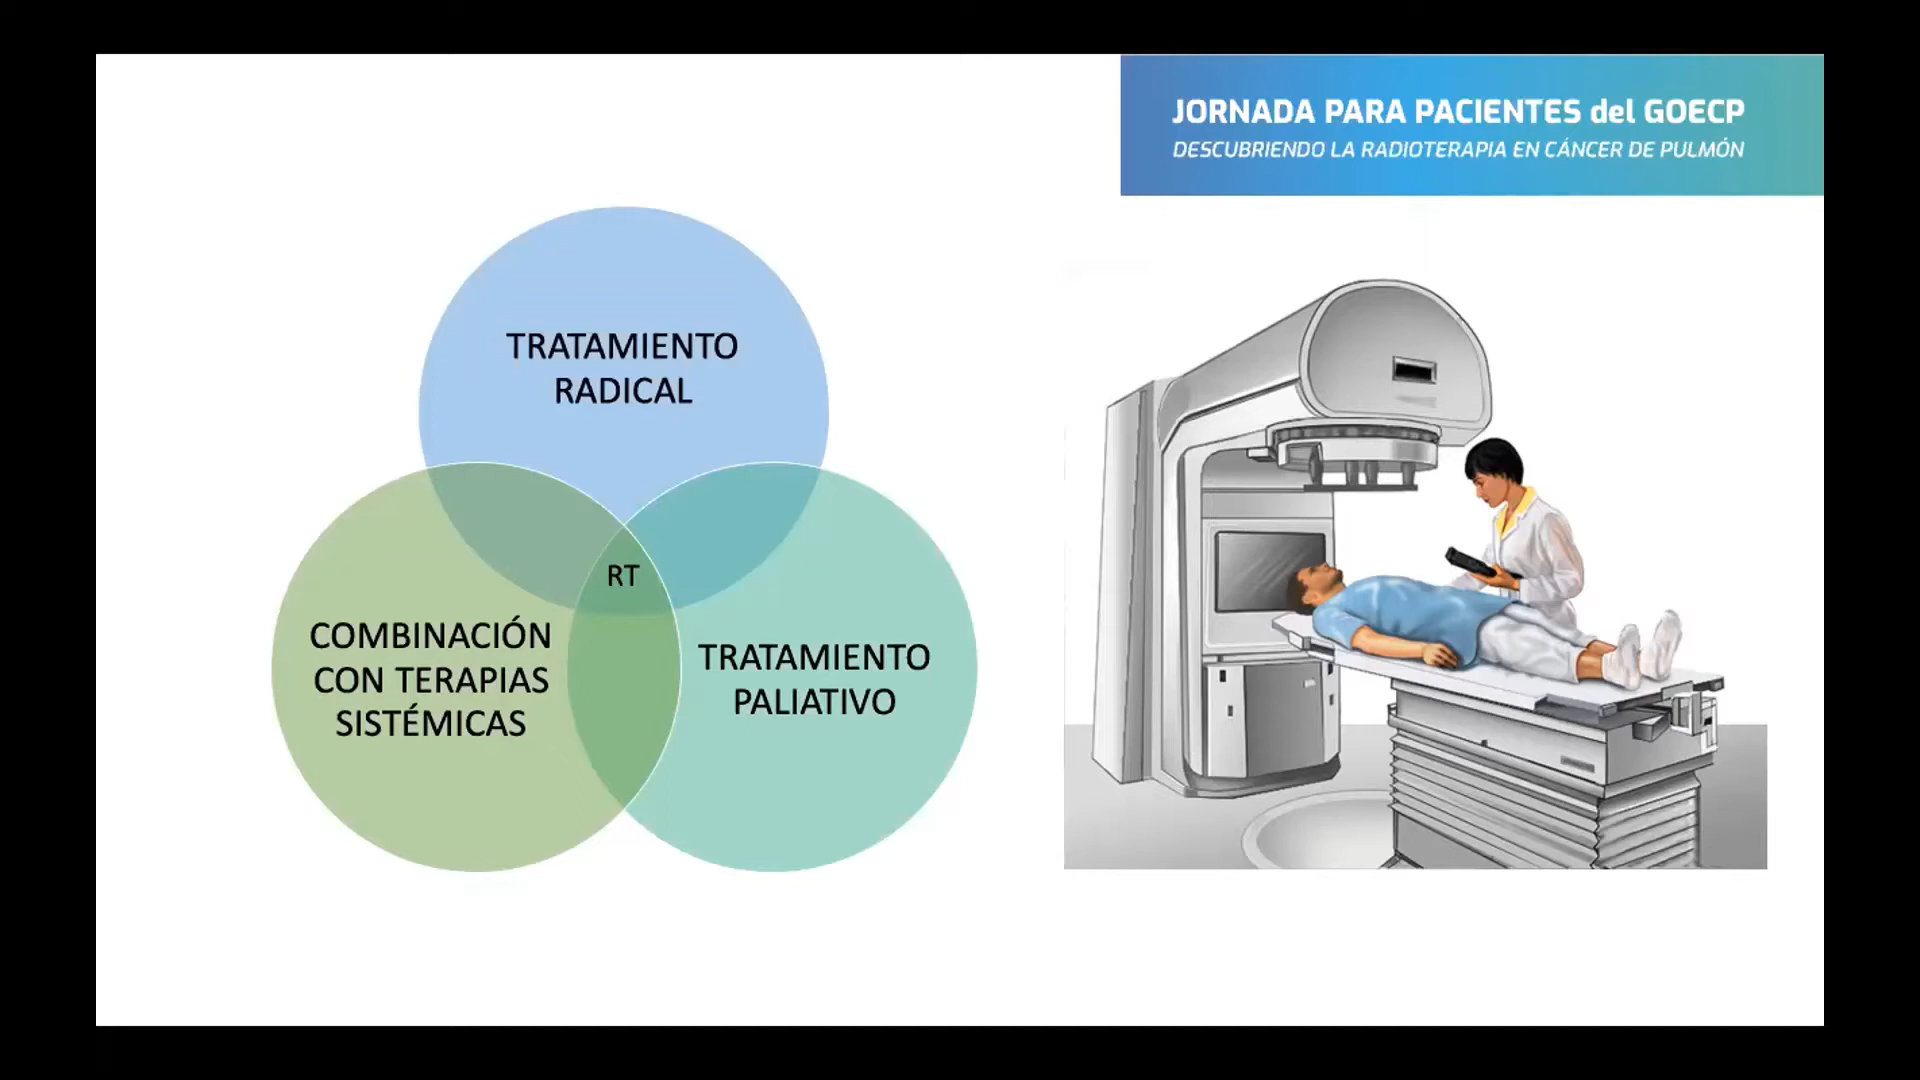 JORNADA PARA PACIENTES del GOECP
DESCUBRIENDO LA RADIOTERAPIA EN CÁNCER DE PULMÓN
TRATAMIENTO
RADICAL
RT
COMBINACIÓN
CON TERAPIAS
SISTÉMICAS
TRATAMIENTO
PALIATIVO